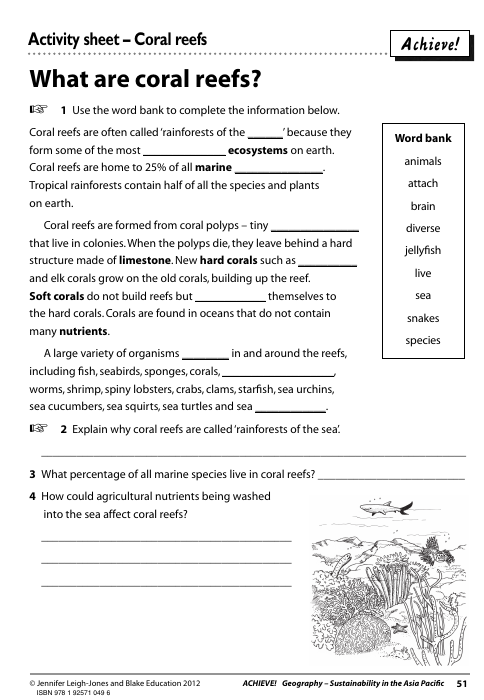 Activity sheet – Coral reefs
Achieve!
What are coral reefs?
1 Use the word bank to complete the information below.
Coral reefs are often called ‘rainforests of the ______’ because they
form some of the most ______________ ecosystems on earth.
Coral reefs are home to 25% of all marine ______________.
Tropical rainforests contain half of all the species and plants
on earth.
Coral reefs are formed from coral polyps – tiny ______________
that live in colonies. When the polyps die, they leave behind a hard
structure made of limestone. New hard corals such as __________
and elk corals grow on the old corals, building up the reef.
Soft corals do not build reefs but ____________ themselves to
the hard corals. Corals are found in oceans that do not contain
many nutrients.
A large variety of organisms ________ in and around the reefs,
including fish, seabirds, sponges, corals, ___________________,
worms, shrimp, spiny lobsters, crabs, clams, starfish, sea urchins,
sea cucumbers, sea squirts, sea turtles and sea ____________.
Word bank
animals
attach
brain
diverse
jellyfish
live
sea
snakes
species
2 Explain why coral reefs are called ‘rainforests of the sea’.
3 What percentage of all marine species live in coral reefs? _________________________
4 How could agricultural nutrients being washed
into the sea affect coral reefs?
© Jennifer Leigh-Jones and Blake Education 2012
ISBN 978 1 92571 049 6
ACHIEVE! Geography – Sustainability in the Asia Pacific 51